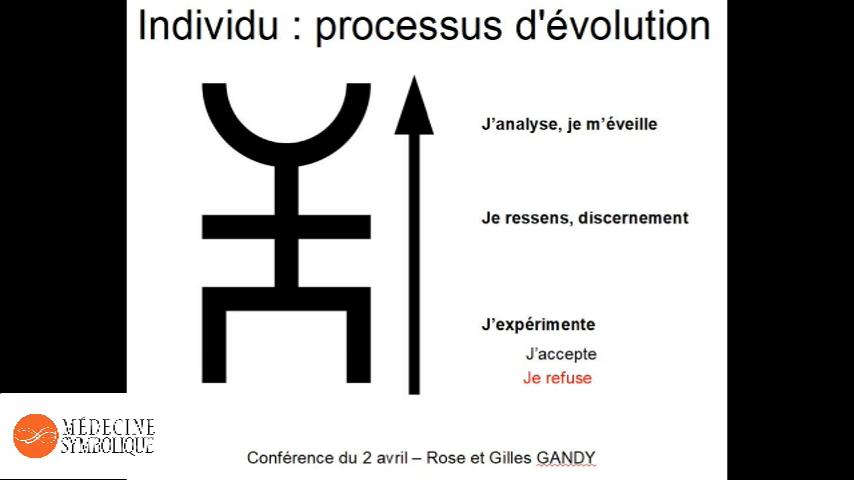 Individu : processus d'évolution
J'analyse, je m'éveille
Je ressens, discernement
J'expérimente
J'accepte
Je refuse
MÉDECINE
SYMBOLIQUE
Conférence du 2 avril – Rose et Gilles GANDY